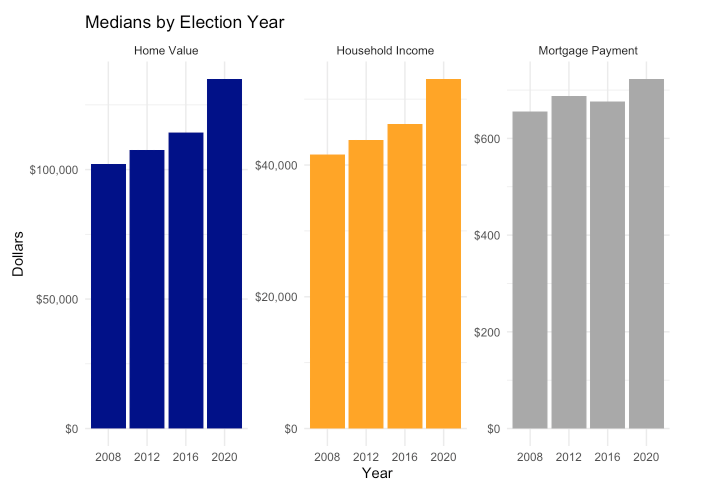 Medians by Election Year
Home Value
Household Income
Mortgage Payment
Dollars
$100,000
$50,000
$0
$40,000
$20,000
$0
$600
$400
$200
$0
2008 2012 2016 2020
2008 2012 2016 2020
2008 2012 2016 2020
Year